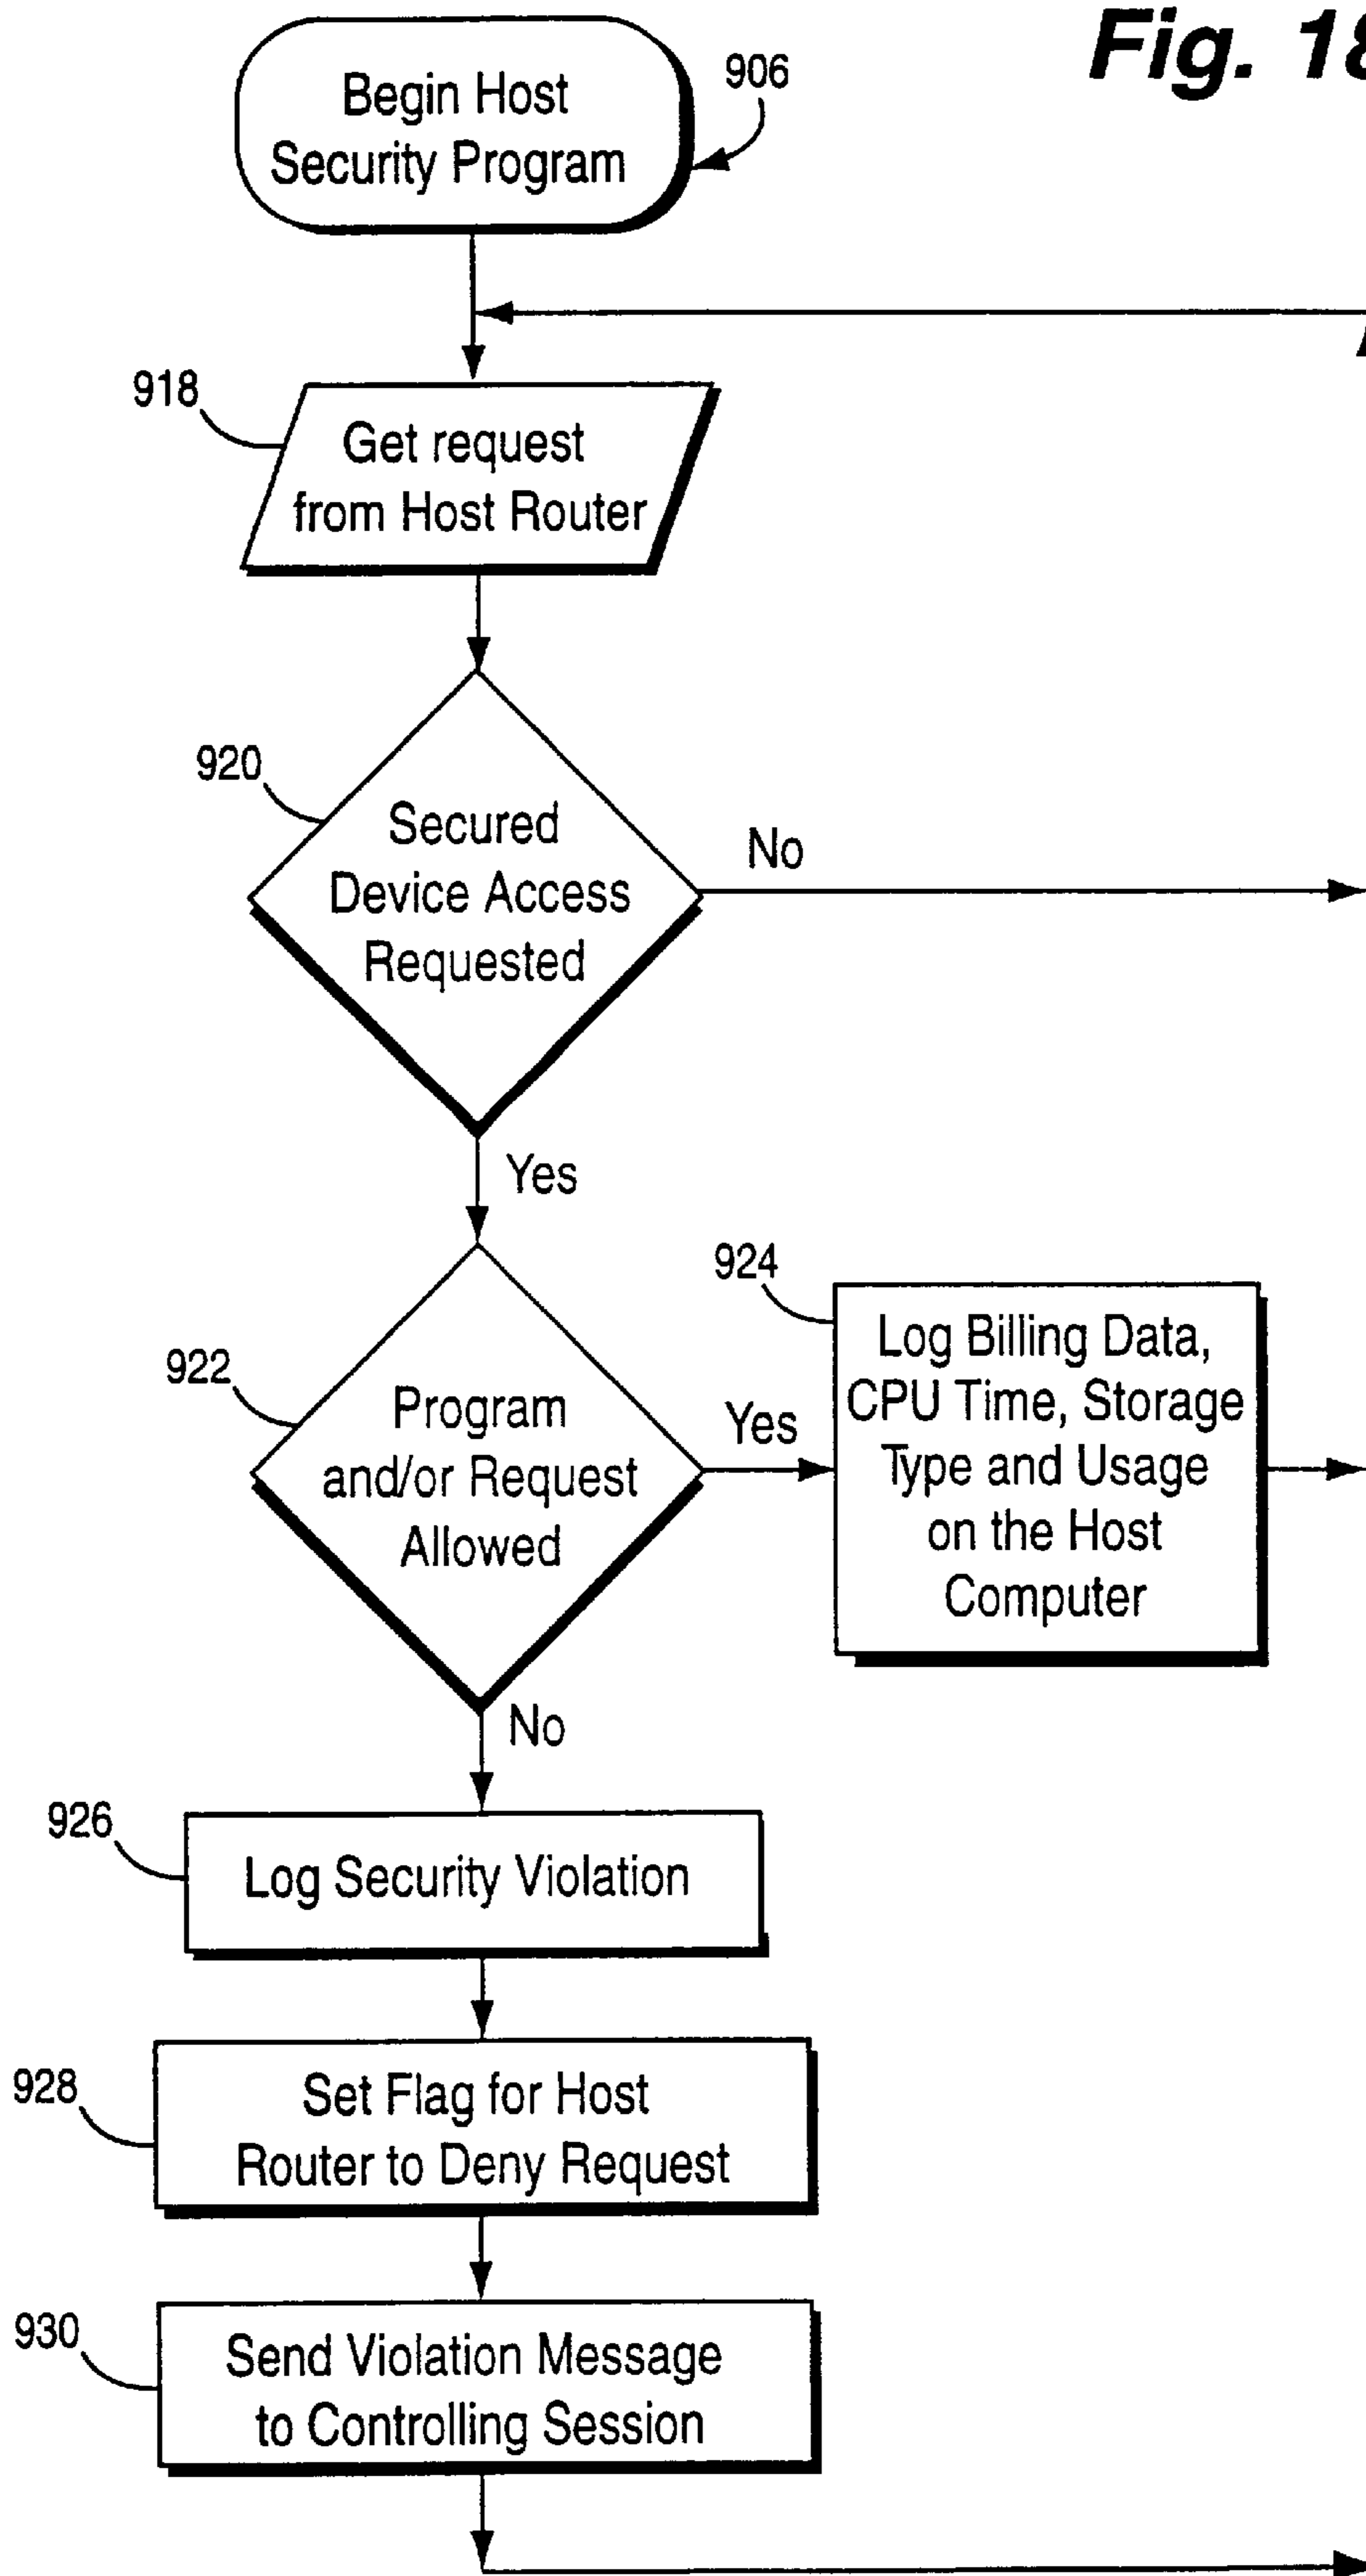 Fig. 18
906
Begin Host
Security Program
918
Get request
from Host Router
920
Secured
Device Access
Requested
No
Yes
922
Program
and/or Request
Allowed
Yes
924
Log Billing Data,
CPU Time, Storage
Type and Usage
on the Host
Computer
No
926
Log Security Violation
928
Set Flag for Host
Router to Deny Request
930
Send Violation Message
to Controlling Session